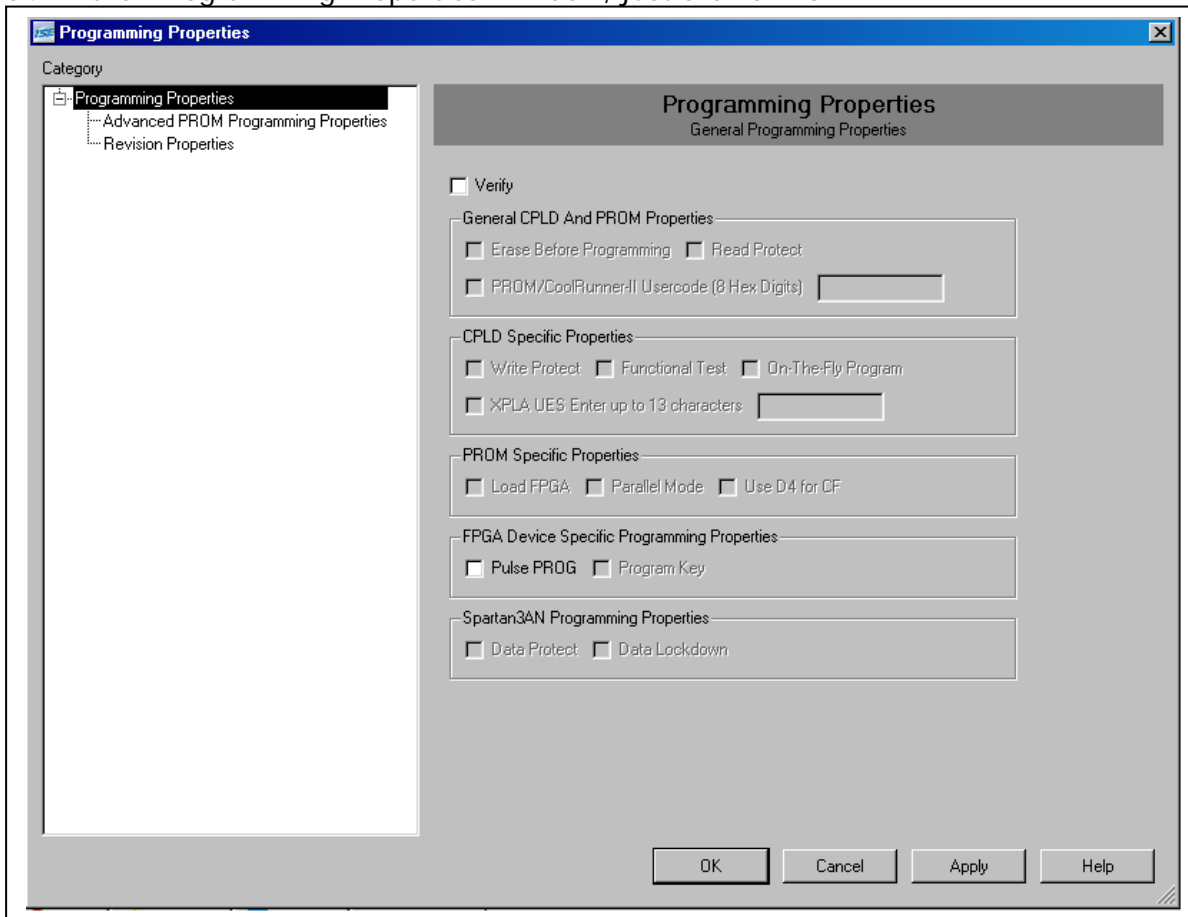 Programming Properties
Category
Programming Properties
Advanced PROM Programming Properties
Revision Properties
Programming Properties
General Programming Properties
Verify
General CPLD And PROM Properties
Erase Before Programming Read Protect
PROM/CoolRunner-II Usercode (8 Hex Digits)
CPLD Specific Properties
Write Protect Functional Test On-The-Fly Program
XPLA UES Enter up to 13 characters
PROM Specific Properties
Load FPGA Parallel Mode Use D4 for CF
FPGA Device Specific Programming Properties
Pulse PROG Program Key
Spartan3AN Programming Properties
Data Protect Data Lockdown
OK Cancel Apply Help